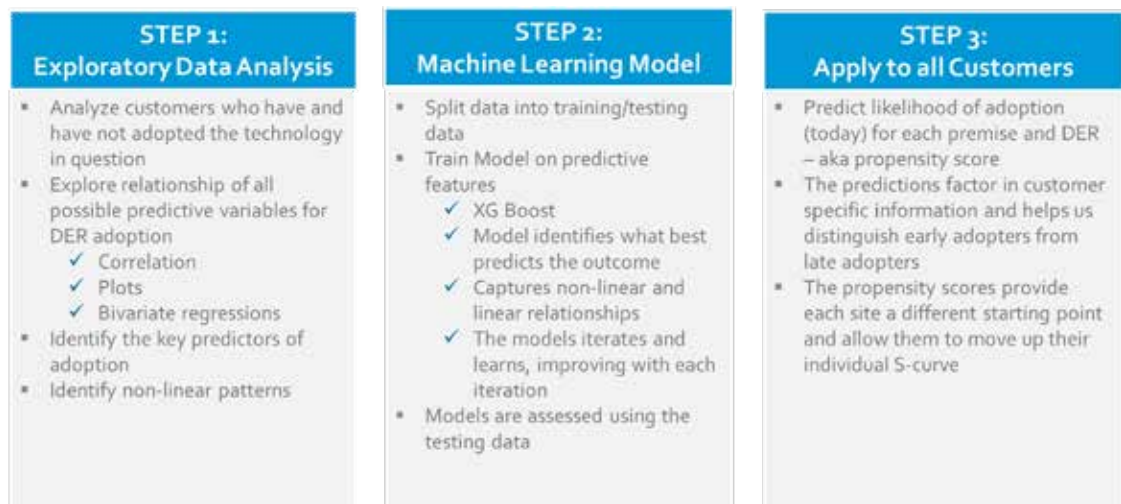 STEP 1:
Exploratory Data Analysis
▪ Analyze customers who have and
have not adopted the technology
in question
▪ Explore relationship of all
possible predictive variables for
DER adoption
✓ Correlation
✓ Plots
✓ Bivariate regressions
▪ Identify the key predictors of
adoption
▪ Identify non-linear patterns
STEP 2:
Machine Learning Model
▪ Split data into training/testing
data
▪ Train Model on predictive
features
✓ XG Boost
✓ Model identifies what best
predicts the outcome
✓ Captures non-linear and
linear relationships
✓ The models iterates and
learns, improving with each
iteration
▪ Models are assessed using the
testing data
STEP 3:
Apply to all Customers
▪ Predict likelihood of adoption
(today) for each premise and DER
– aka propensity score
▪ The predictions factor in customer
specific information and helps us
distinguish early adopters from
late adopters
▪ The propensity scores provide
each site a different starting point
and allow them to move up their
individual S-curve